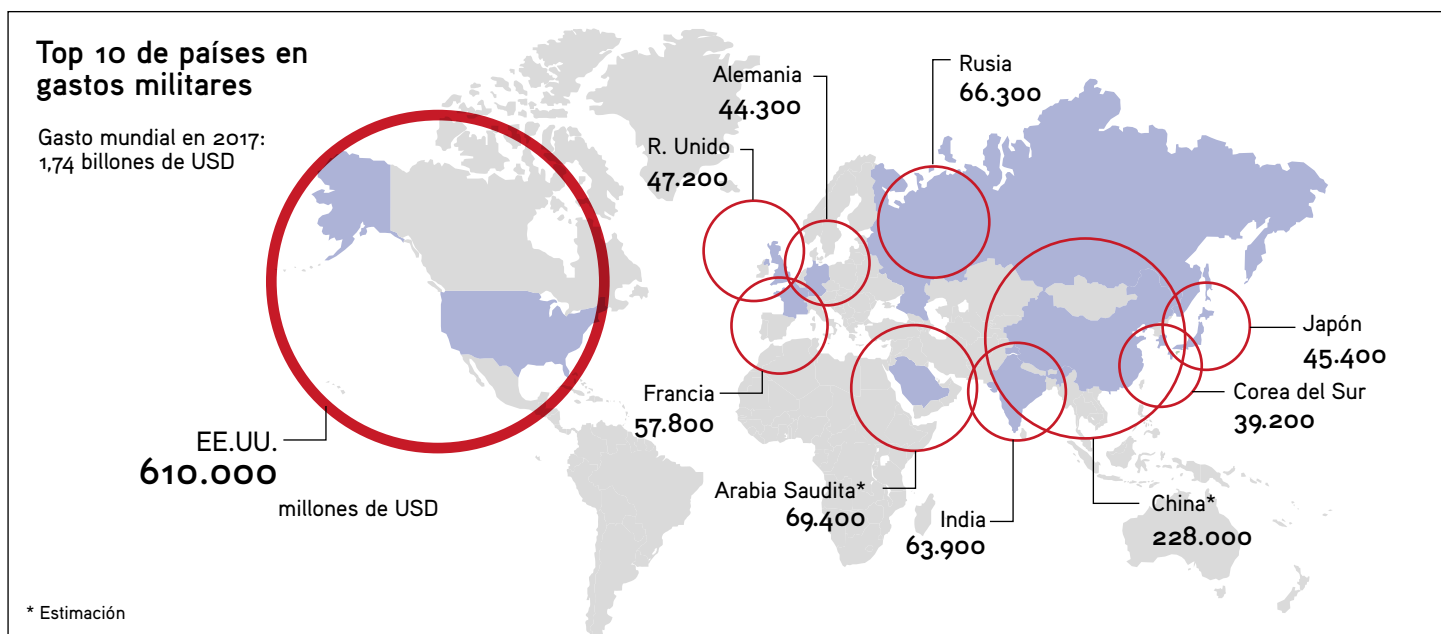 Top 10 de países en
gastos militares
Gasto mundial en 2017:
1,74 billones de USD
EE.UU.
610.000
millones de USD
R. Unido
47.200
Alemania
44.300
Rusia
66.300
Francia
57.800
Arabia Saudita*
69.400
India
63.900
China*
228.000
Japón
45.400
Corea del Sur
39.200
* Estimación